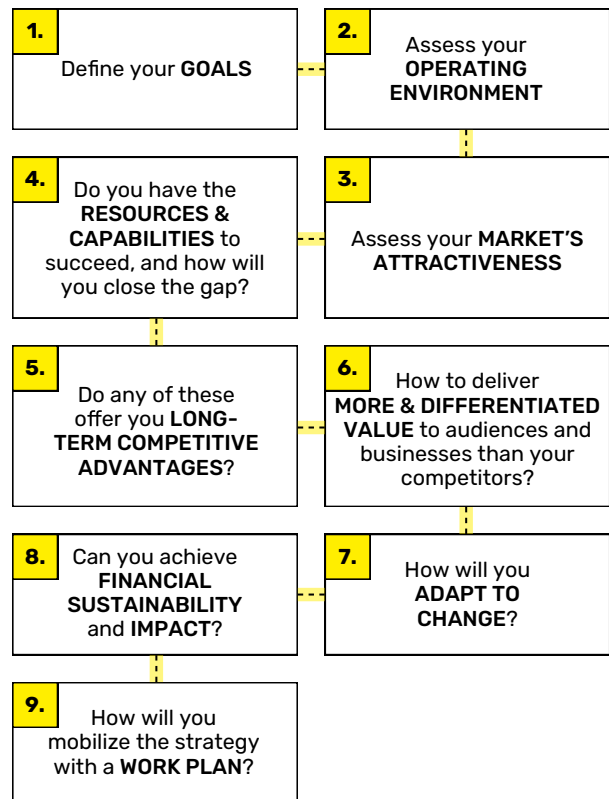 1.
Define your GOALS
2.
Assess your
OPERATING
ENVIRONMENT
3.
Assess your MARKET'S
ATTRACTIVENESS
4.
Do you have the
RESOURCES &
CAPABILITIES to
succeed, and how will
you close the gap?
5.
Do any of these
offer you LONG-
TERM COMPETITIVE
ADVANTAGES?
6.
How to deliver
MORE & DIFFERENTIATED
VALUE to audiences and
businesses than your
competitors?
7.
How will you
ADAPT TO
CHANGE?
8.
Can you achieve
FINANCIAL
SUSTAINABILITY
and IMPACT?
9.
How will you
mobilize the strategy
with a WORK PLAN?